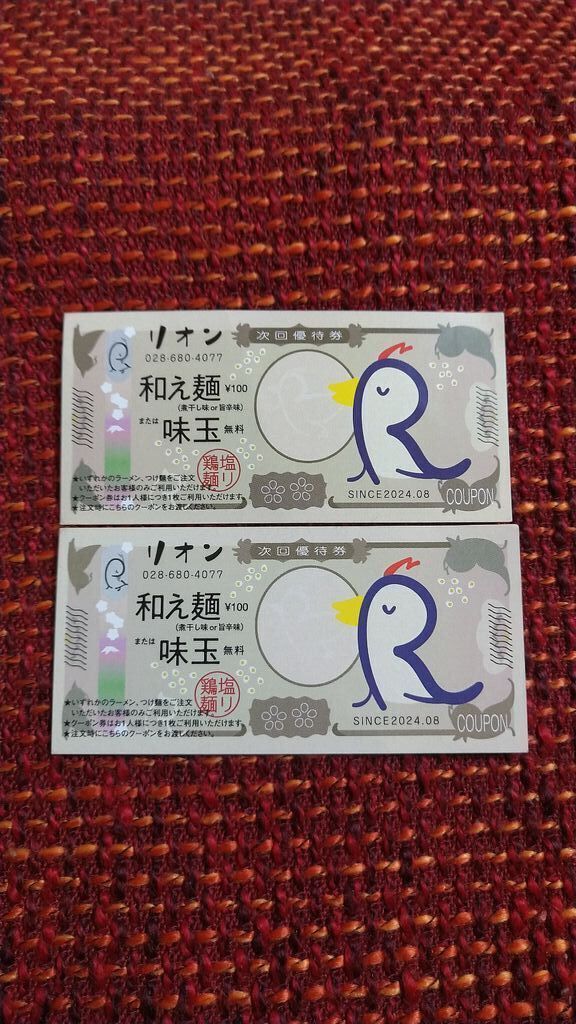 リオン
次回優待券
028-680-4077
和え麺 ¥100
(煮干し味 or 旨辛味)
または 味玉 無料
塩鶏
リ麺
★いずれかのラーメン、つけ麺をご注文
いただいたお客様のみご利用いただけます。
★クーポン券はお1人様につき1枚ご利用いただけます。
★注文時にこちらのクーポンをお渡しください。
SINCE2024.08
COUPON
リオン
次回優待券
028-680-4077
和え麺 ¥100
(煮干し味 or 旨辛味)
または 味玉 無料
塩鶏
リ麺
★いずれかのラーメン、つけ麺をご注文
いただいたお客様のみご利用いただけます。
★クーポン券はお1人様につき1枚ご利用いただけます。
★注文時にこちらのクーポンをお渡しください。
SINCE2024.08
COUPON